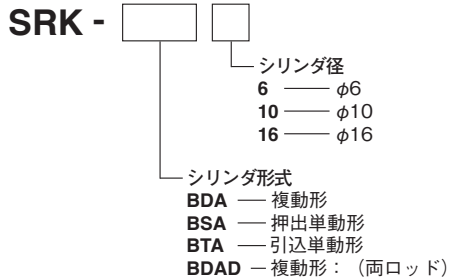 SRK -
シリンダ径
6 — φ6
10 — φ10
16 — φ16
シリンダ形式
BDA — 複動形
BSA — 押出単動形
BTA — 引込単動形
BDAD — 複動形：（両ロッド）